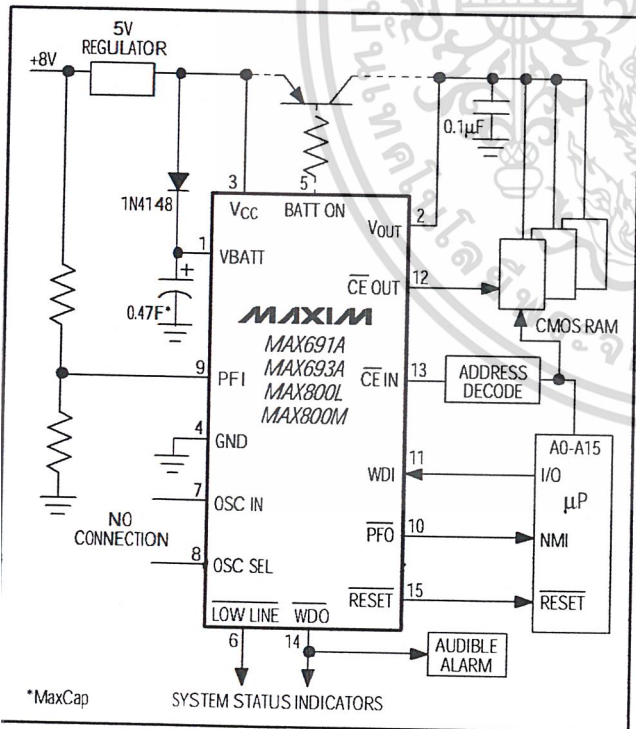 5V
REGULATOR
+8V
0.1µF
3
5
1N4148
VCC
BATT ON
VOUT
2
1
VBATT
12
+
CE OUT
0.47F*
MAXIM
CMOS RAM
MAX691A
MAX693A
MAX800L
MAX800M
9
PFI
CE IN
13
ADDRESS
DECODE
4
GND
A0-A15
11
WDI
I/O
µP
7
OSC IN
NO
CONNECTION
PFO
10
NMI
8
OSC SEL
RESET
15
RESET
LOW LINE
WDO
6
14
AUDIBLE
ALARM
*MaxCap
SYSTEM STATUS INDICATORS